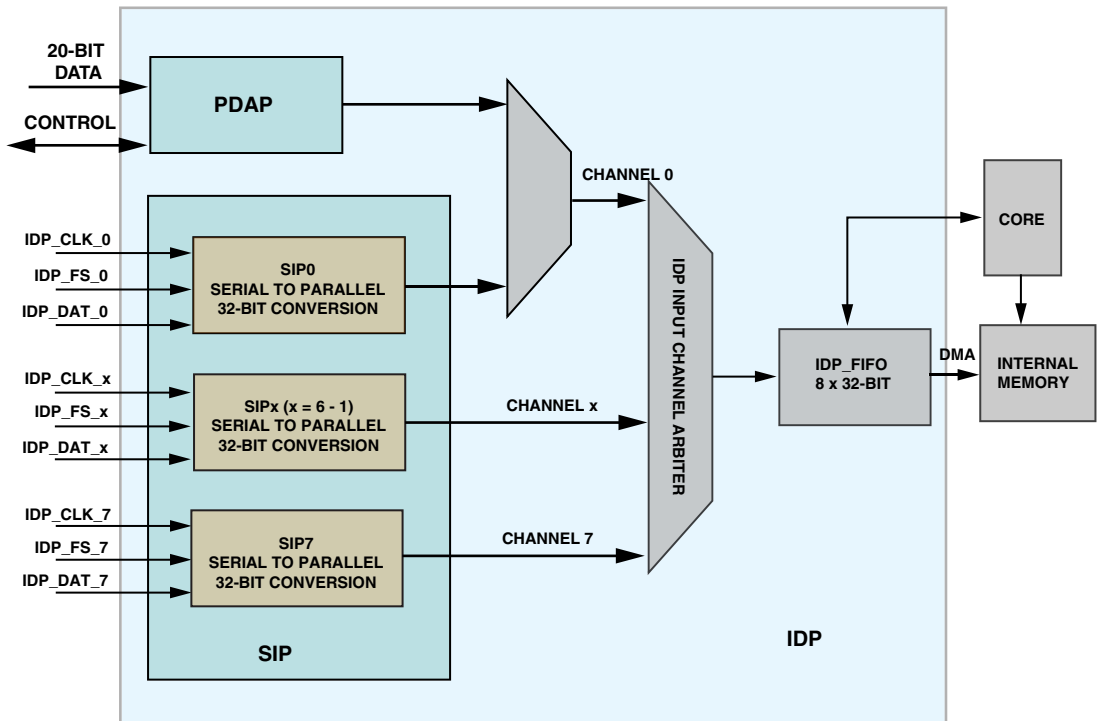 20-BIT
DATA
PDAP
CONTROL
CHANNEL 0
IDP_CLK_0
IDP_FS_0
IDP_DAT_0
SIP0
SERIAL TO PARALLEL
32-BIT CONVERSION
IDP_CLK_x
IDP_FS_x
IDP_DAT_x
SIPx (x = 6 - 1)
SERIAL TO PARALLEL
32-BIT CONVERSION
CHANNEL x
IDP_CLK_7
IDP_FS_7
IDP_DAT_7
SIP7
SERIAL TO PARALLEL
32-BIT CONVERSION
CHANNEL 7
SIP
IDP INPUT CHANNEL ARBITER
IDP_FIFO
8 x 32-BIT
DMA
CORE
INTERNAL
MEMORY
IDP